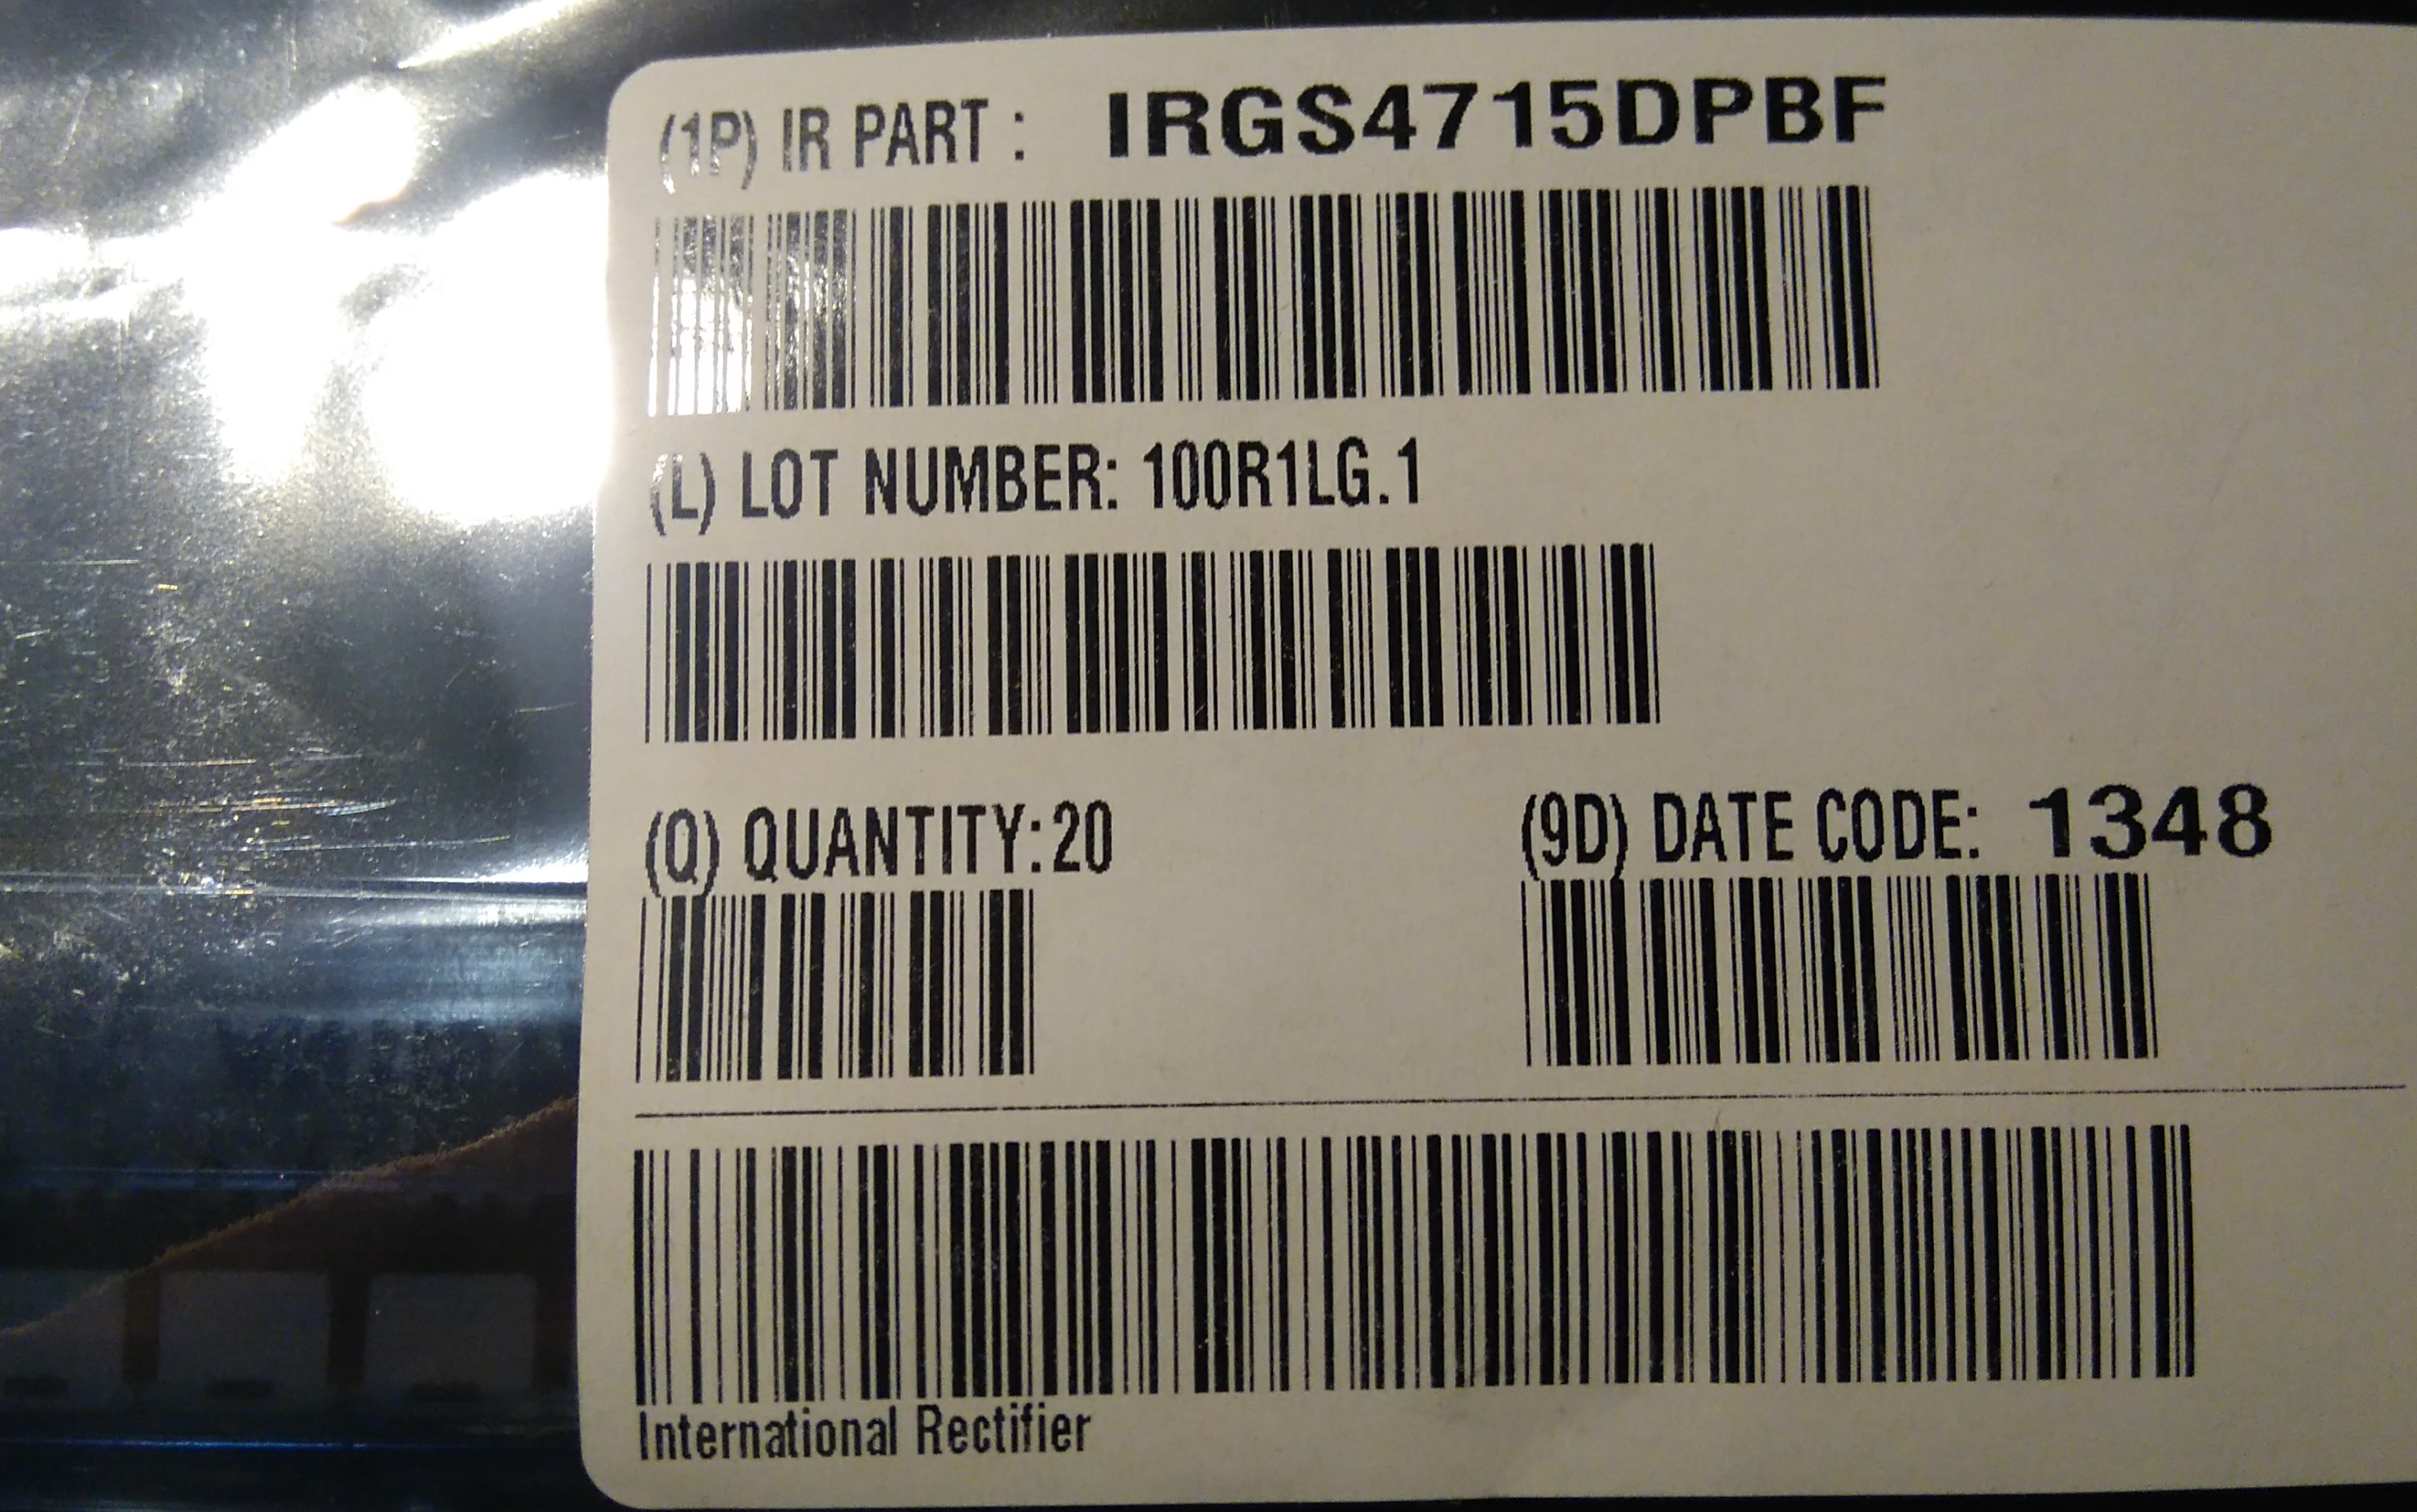 (1P) IR PART : IRGS4715DPBF
(L) LOT NUMBER: 100R1LG.1
(Q) QUANTITY:20 (9D) DATE CODE: 1348
International Rectifier